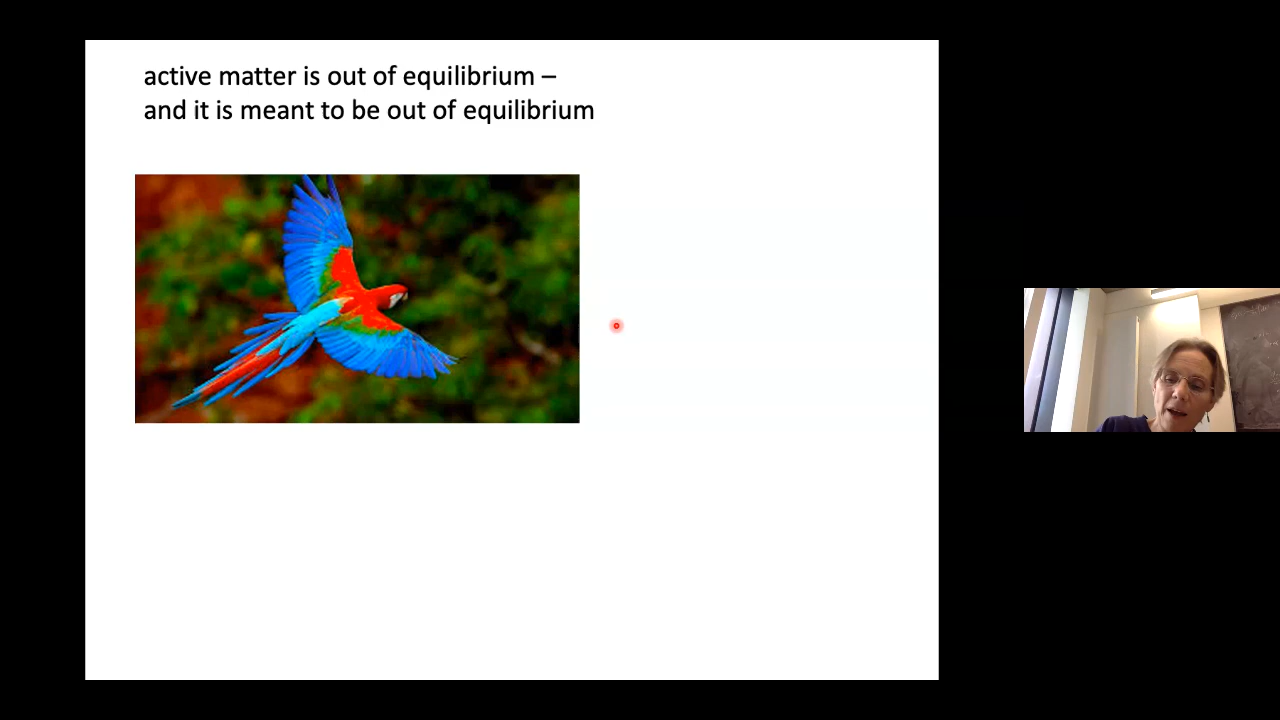 active matter is out of equilibrium –
and it is meant to be out of equilibrium